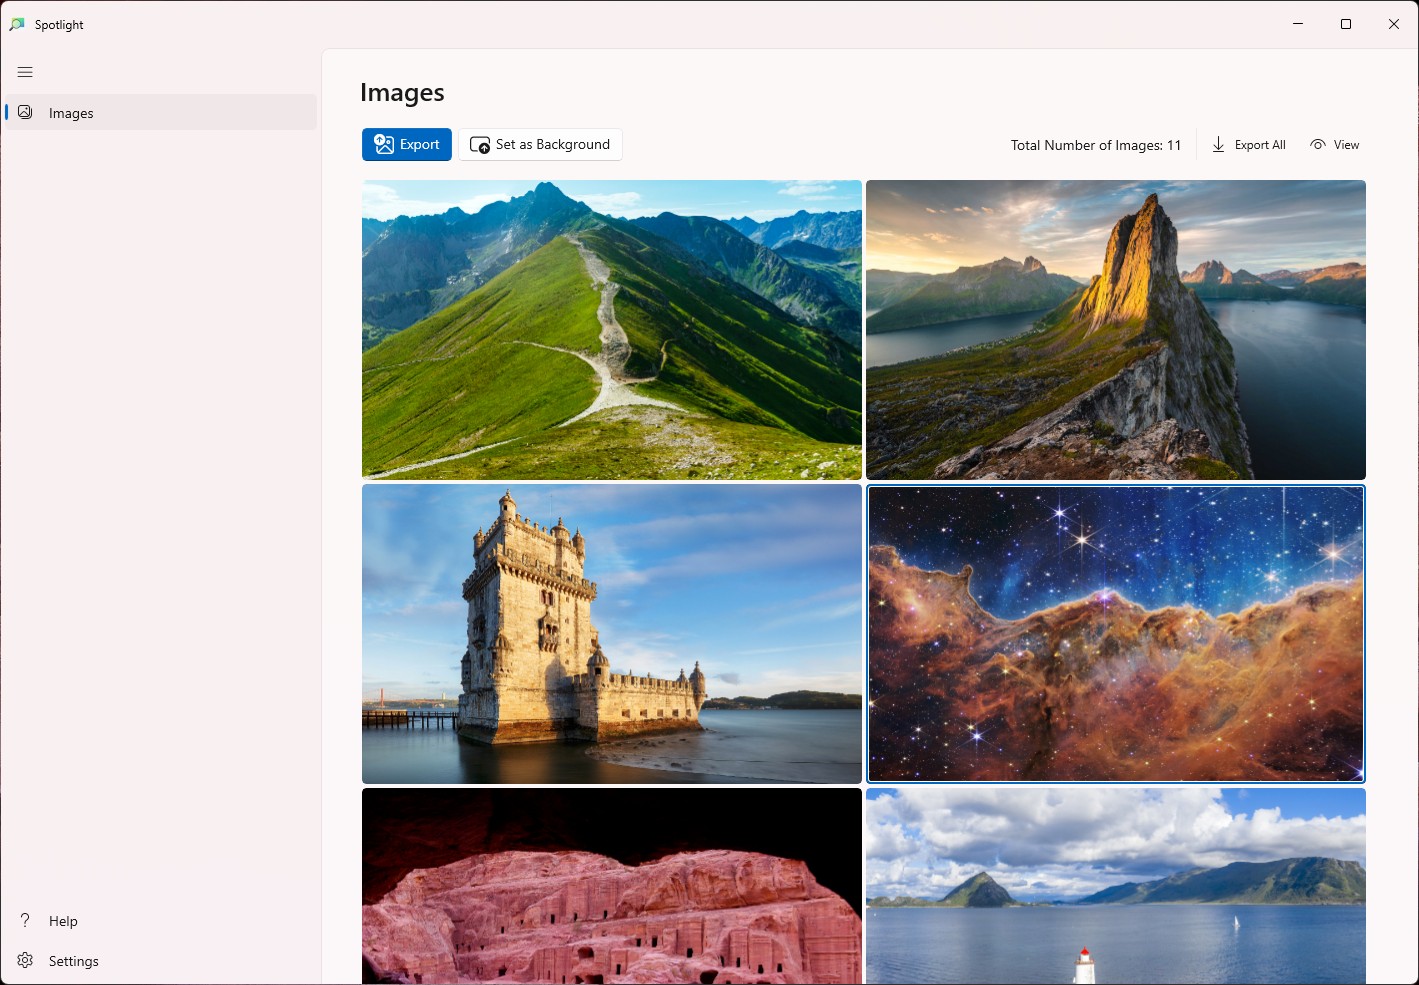 Spotlight
Images
Images
Export
Set as Background
Total Number of Images: 11
Export All
View
Help
Settings